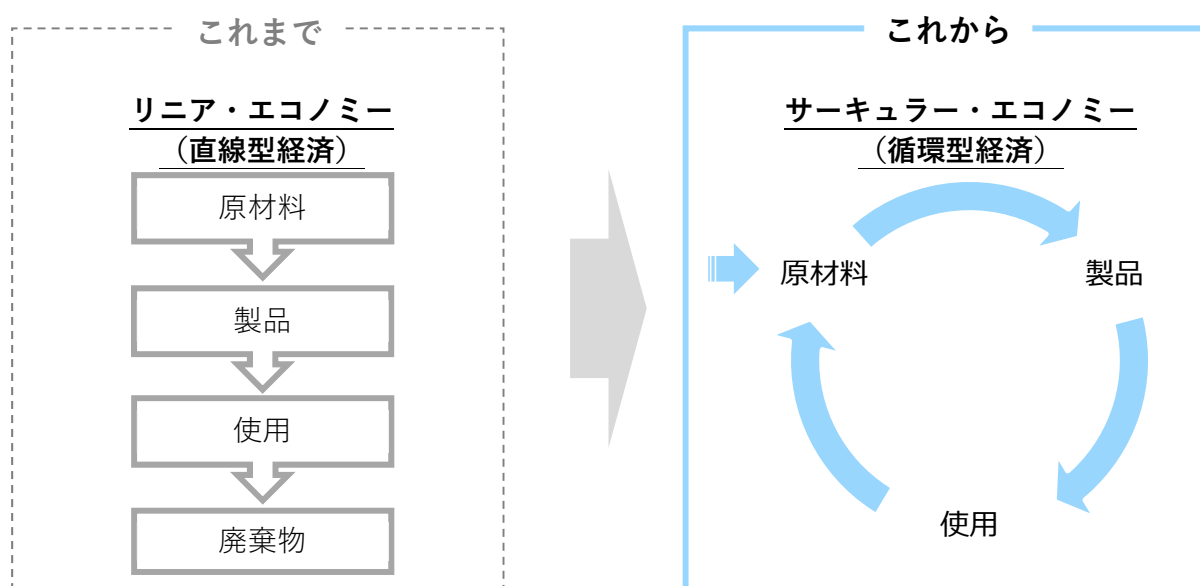 これまで
リニア・エコノミー
（直線型経済）
原材料
製品
使用
廃棄物
これから
サーキュラー・エコノミー
（循環型経済）
原材料
製品
使用